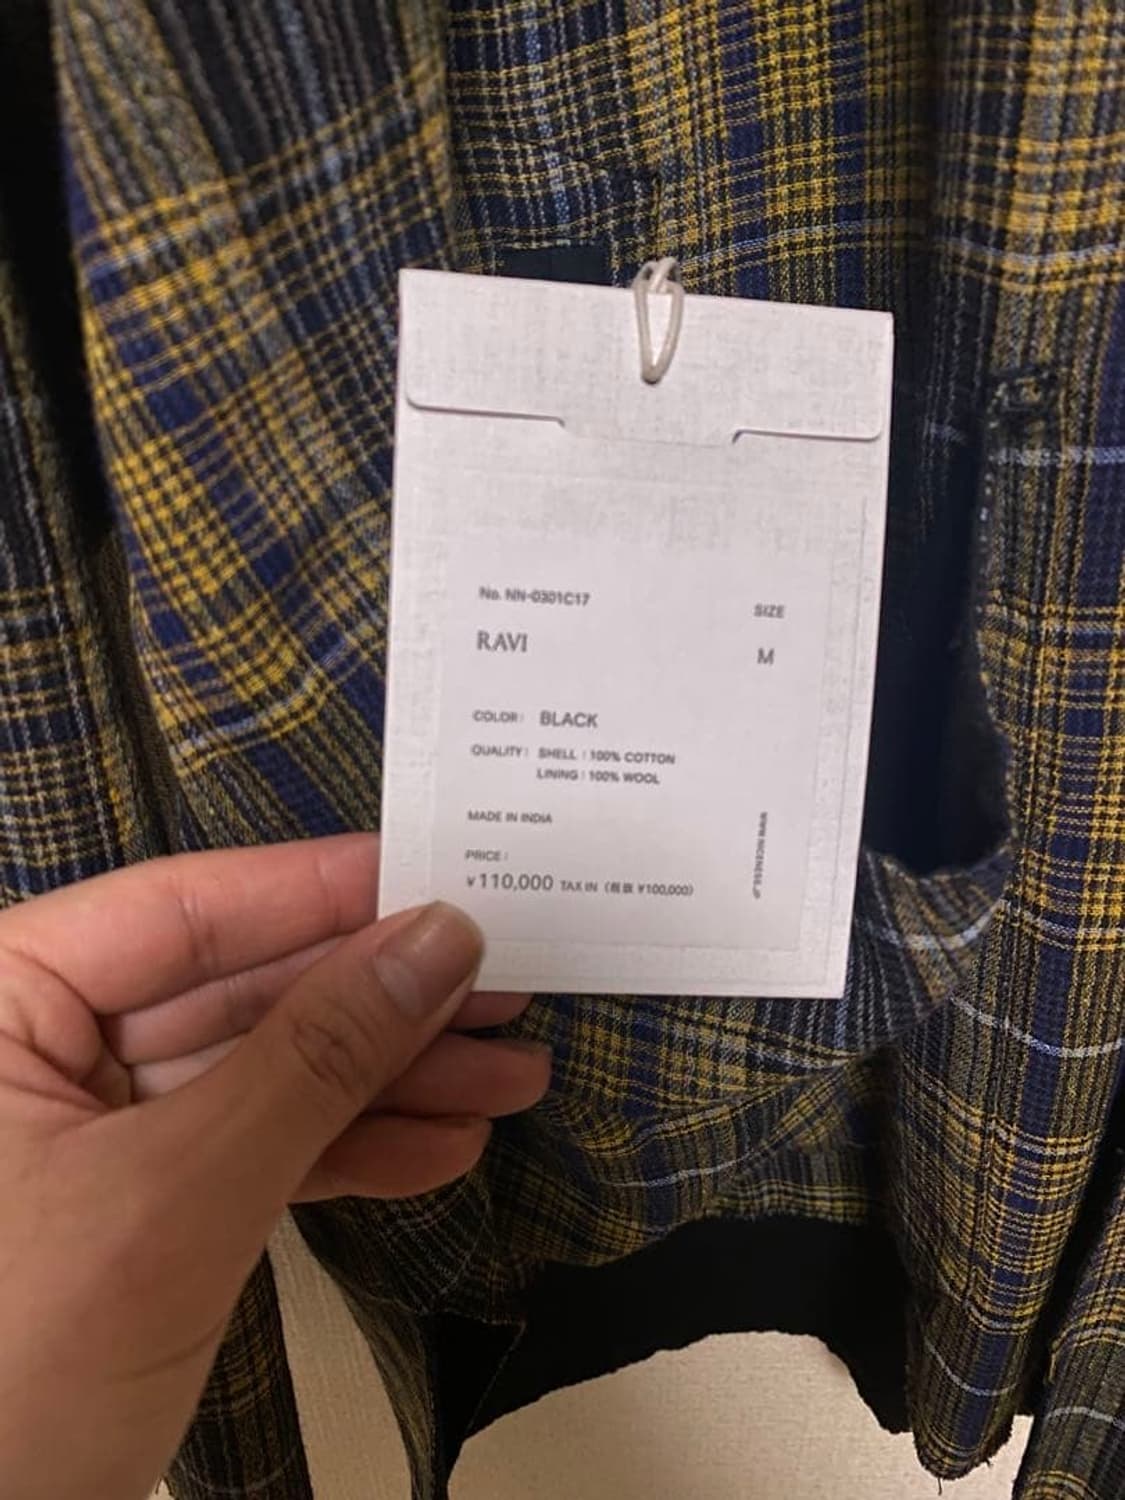 No. NN-0301C17
SIZE
RAVI
M
COLOR: BLACK
QUALITY: SHELL : 100% COTTON
LINING : 100% WOOL
MADE IN INDIA
PRICE :
¥110,000 TAX IN (税抜 ¥100,000)